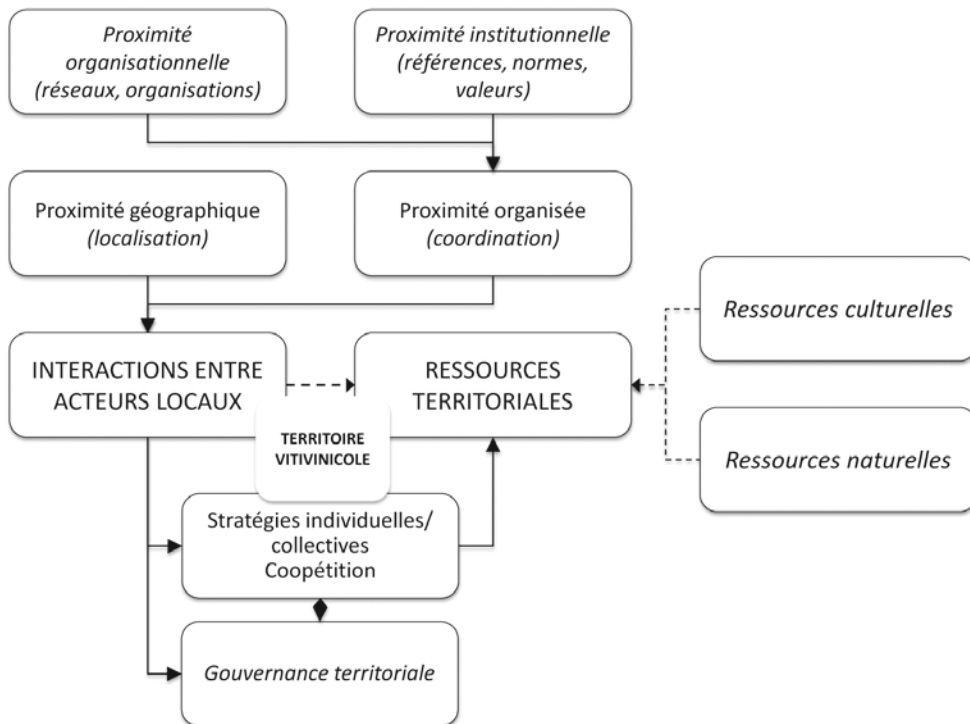 Proximité
organisationnelle
(réseaux, organisations)
Proximité institutionnelle
(références, normes,
valeurs)
Proximité géographique
(localisation)
Proximité organisée
(coordination)
Ressources culturelles
INTERACTIONS ENTRE
ACTEURS LOCAUX
RESSOURCES
TERRITORIALES
TERRITOIRE
VITIVINICOLE
Ressources naturelles
Stratégies individuelles/
collectives
Coopétition
Gouvernance territoriale